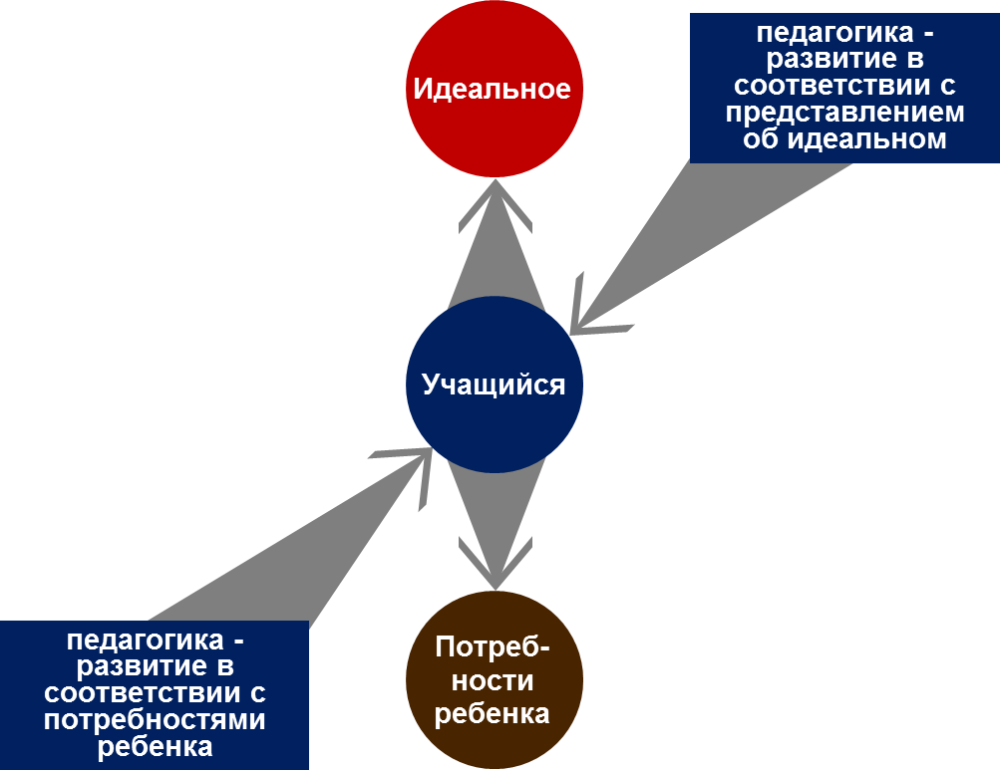 Идеальное
педагогика -
развитие в
соответствии с
представлением
об идеальном
Учащийся
педагогика -
развитие в
соответствии с
потребностями
ребенка
Потреб-
ности
ребенка